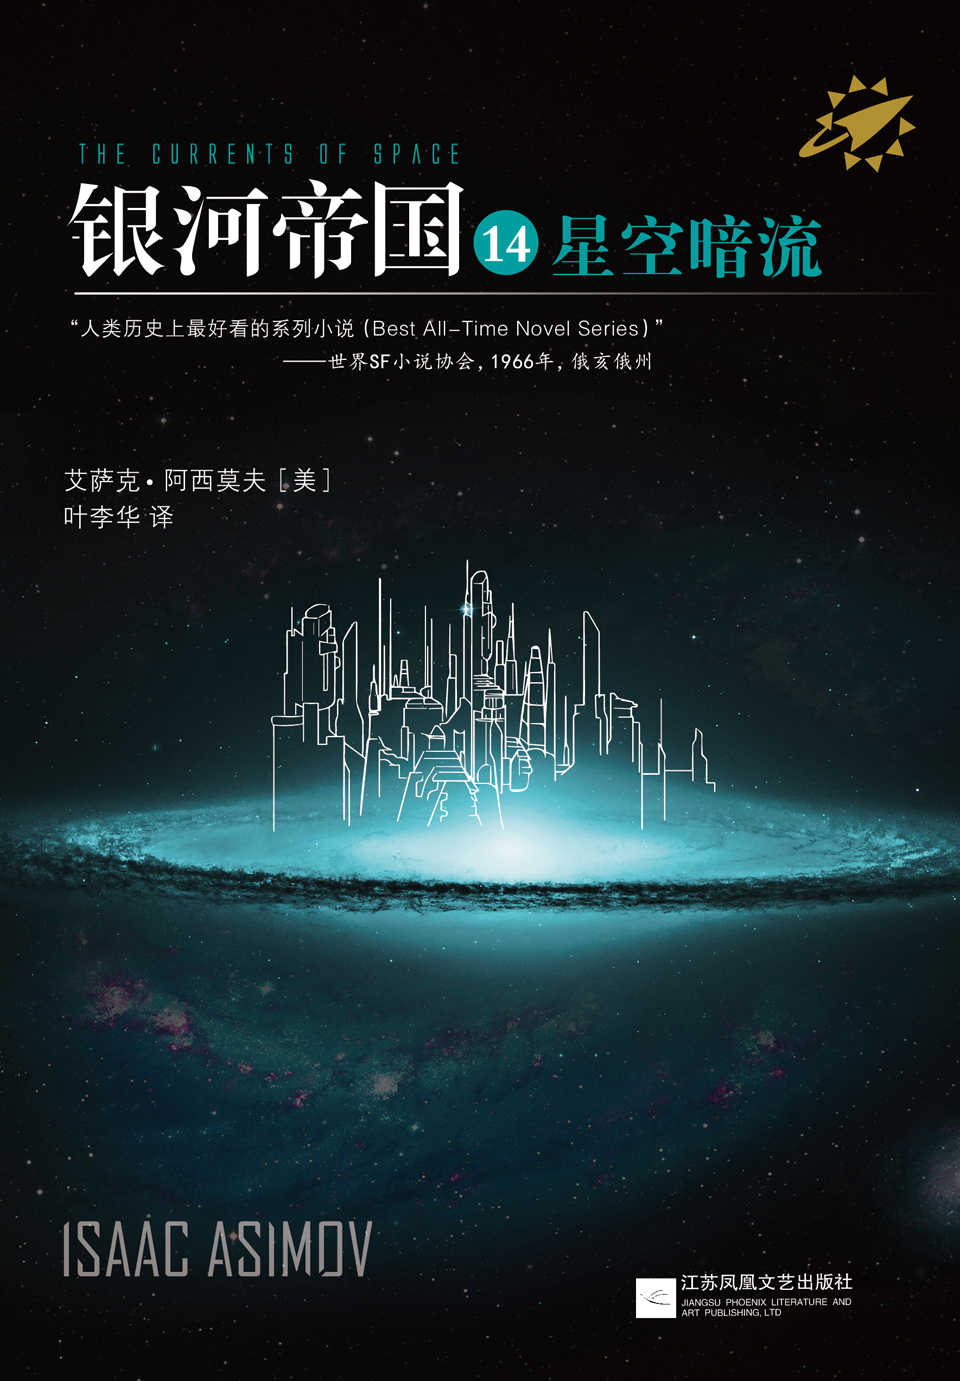 THE CURRENTS OF SPACE
银河帝国 14 星空暗流
“人类历史上最好看的系列小说（Best All-Time Novel Series）”
——世界SF小说协会，1966年，俄亥俄州
艾萨克·阿西莫夫［美］
叶李华 译
ISAAC ASIMOV
江苏凤凰文艺出版社
JIANGSU PHOENIX LITERATURE AND
ART PUBLISHING, LTD